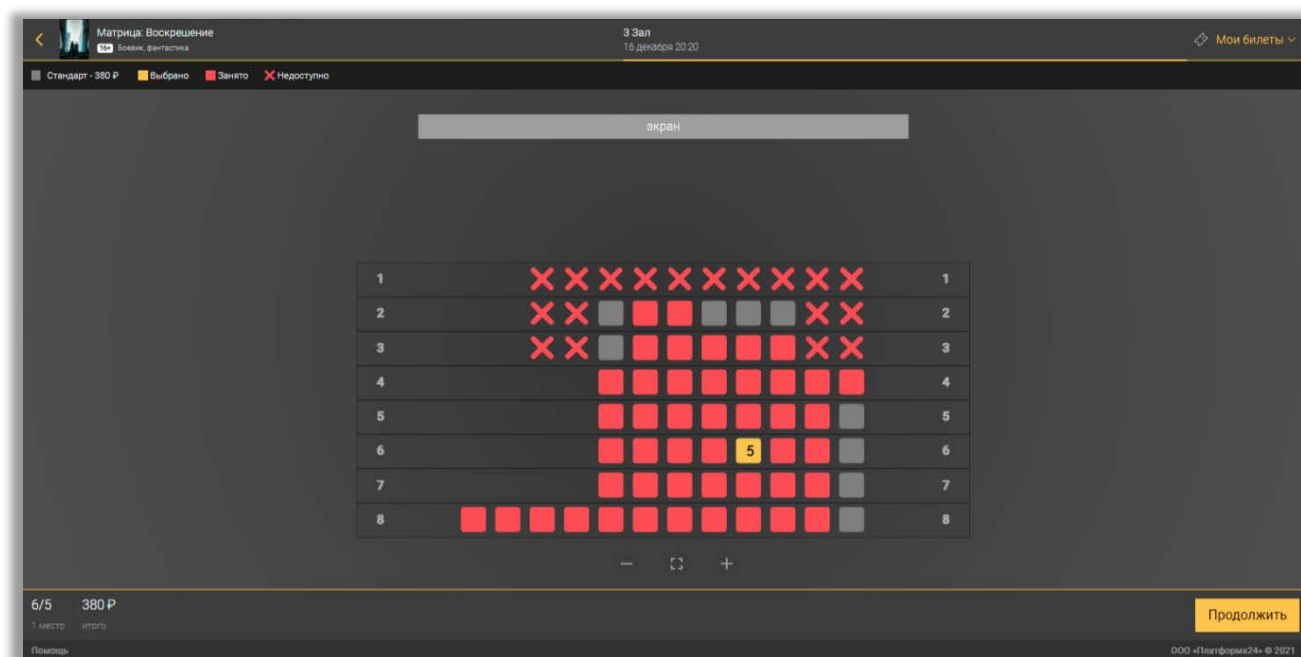 Матрица: Воскрешение
16+ Боевик, фантастика
3 Зал
16 декабря 20:20
Мои билеты
Стандарт - 380 ₽ Выбрано Занято Недоступно
экран
1 1
2 2
3 3
4 4
5 5
6 5 6
7 7
8 8
6/5 380 ₽
1 место итого
Продолжить
Помощь
ООО «Платформа24» © 2021